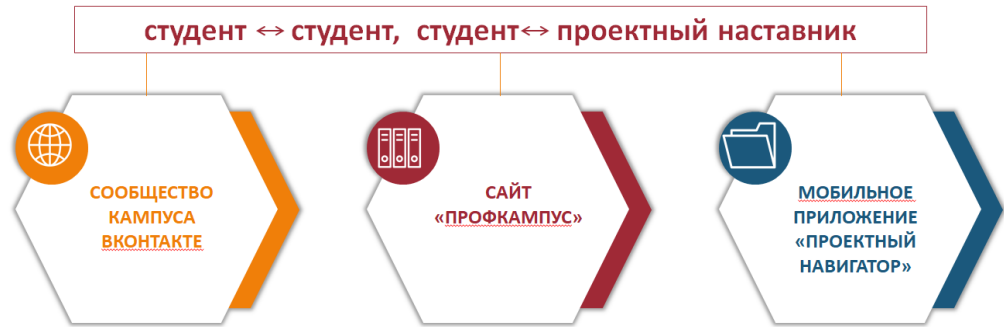 студент ↔ студент, студент↔ проектный наставник
СООБЩЕСТВО
КАМПУСА
ВКОНТАКТЕ
САЙТ
«ПРОФКАМПУС»
МОБИЛЬНОЕ
ПРИЛОЖЕНИЕ
«ПРОЕКТНЫЙ
НАВИГАТОР»